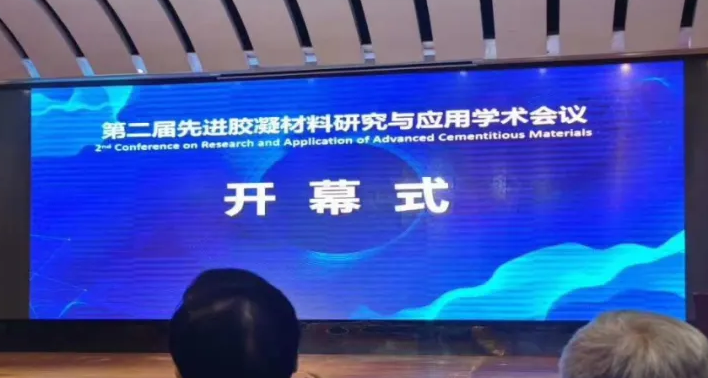 第二届先进胶凝材料研究与应用学术会议
2nd Conference on Research and Application of Advanced Cementitious Materials
开幕式